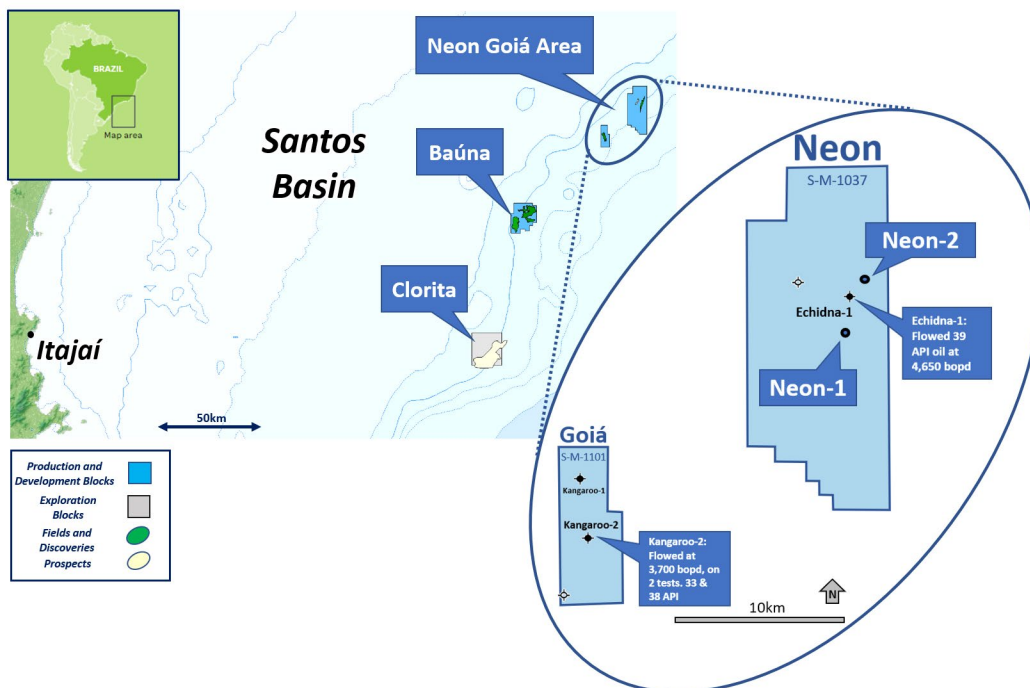 BRAZIL
Map area
Santos
Basin
Neon Goiá Area
Baúna
Clorita
Itajaí
50km
Production and
Development Blocks
Exploration
Blocks
Fields and
Discoveries
Prospects
Neon
S-M-1037
Neon-2
Echidna-1
Echidna-1:
Flowed 39
API oil at
4,650 bopd
Neon-1
Goiá
S-M-1101
Kangaroo-1
Kangaroo-2
Kangaroo-2:
Flowed at
3,700 bopd, on
2 tests. 33 &
38 API
N
10km